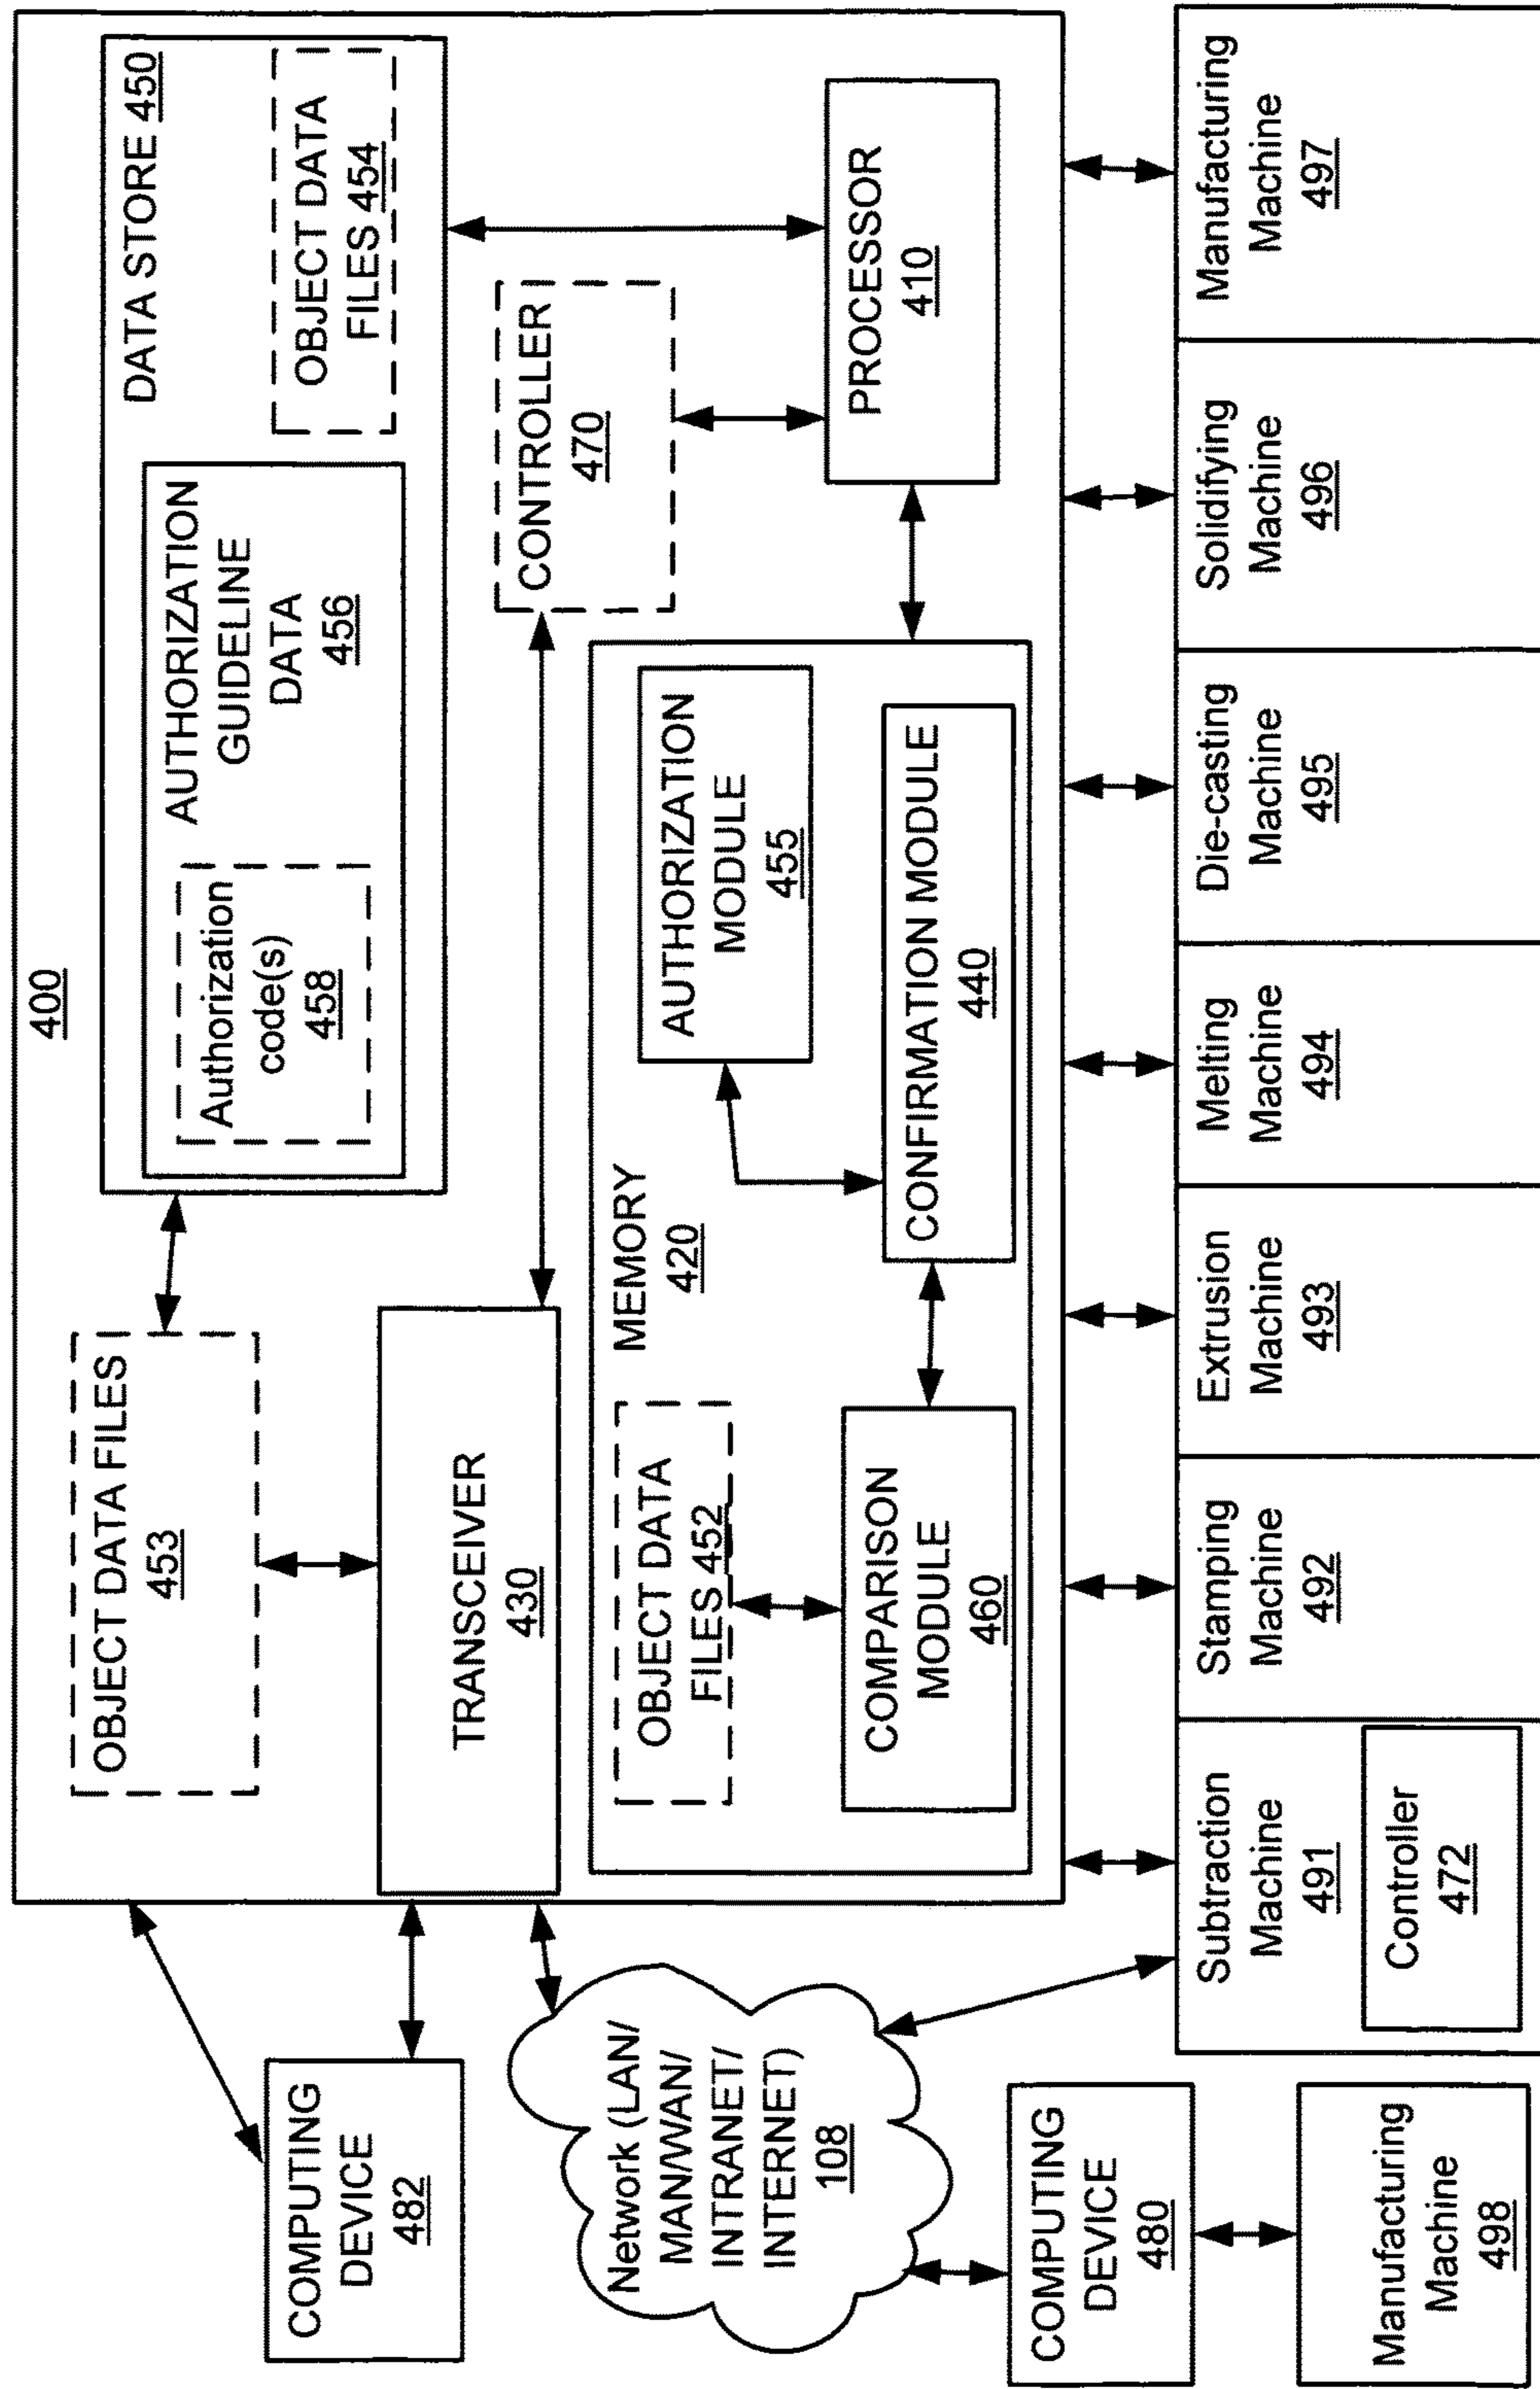 400
DATA STORE 450
AUTHORIZATION
GUIDELINE
DATA
456
Authorization
code(s)
458
OBJECT DATA
FILES 454
OBJECT DATA FILES
453
TRANSCEIVER
430
CONTROLLER
470
PROCESSOR
410
MEMORY
420
OBJECT DATA
FILES 452
COMPARISON
MODULE
460
AUTHORIZATION
MODULE
455
CONFIRMATION MODULE
440
COMPUTING
DEVICE
482
Network (LAN/
MAN/WAN/
INTRANET/
INTERNET)
108
COMPUTING
DEVICE
480
Manufacturing
Machine
498
Subtraction
Machine
491
Controller
472
Stamping
Machine
492
Extrusion
Machine
493
Melting
Machine
494
Die-casting
Machine
495
Solidifying
Machine
496
Manufacturing
Machine
497